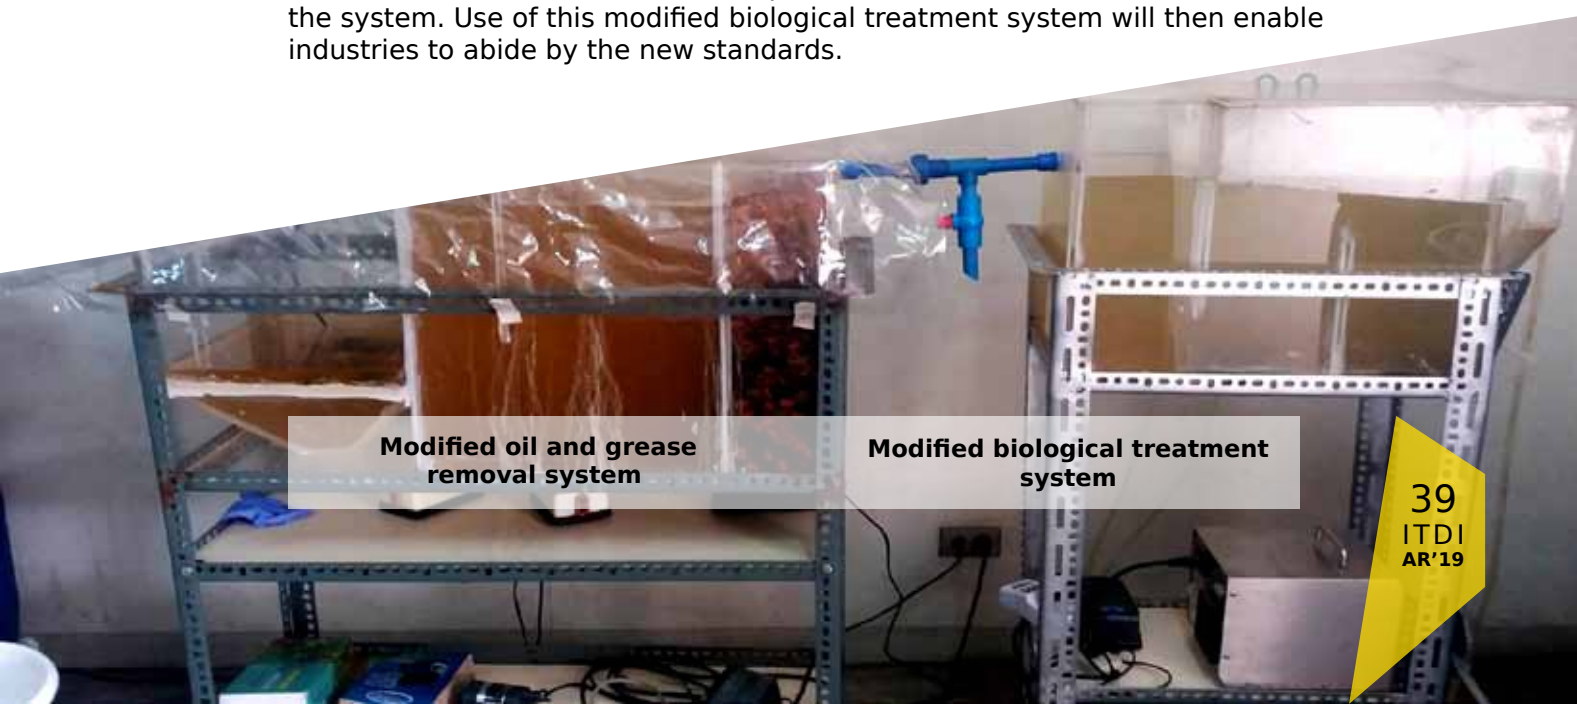 the system. Use of this modified biological treatment system will then enable
industries to abide by the new standards.
Modified oil and grease
removal system
Modified biological treatment
system
39
ITDI
AR’19